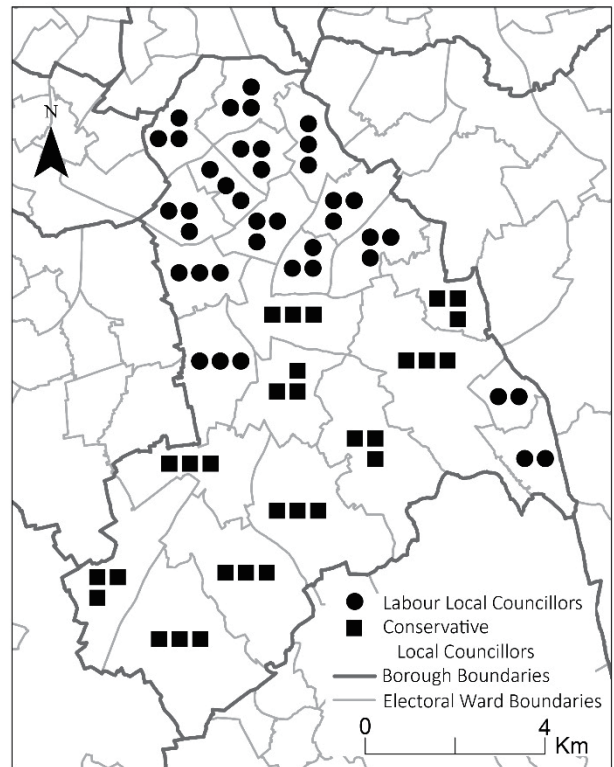 N
Labour Local Councillors
Conservative
Local Councillors
Borough Boundaries
Electoral Ward Boundaries
0 4
Km